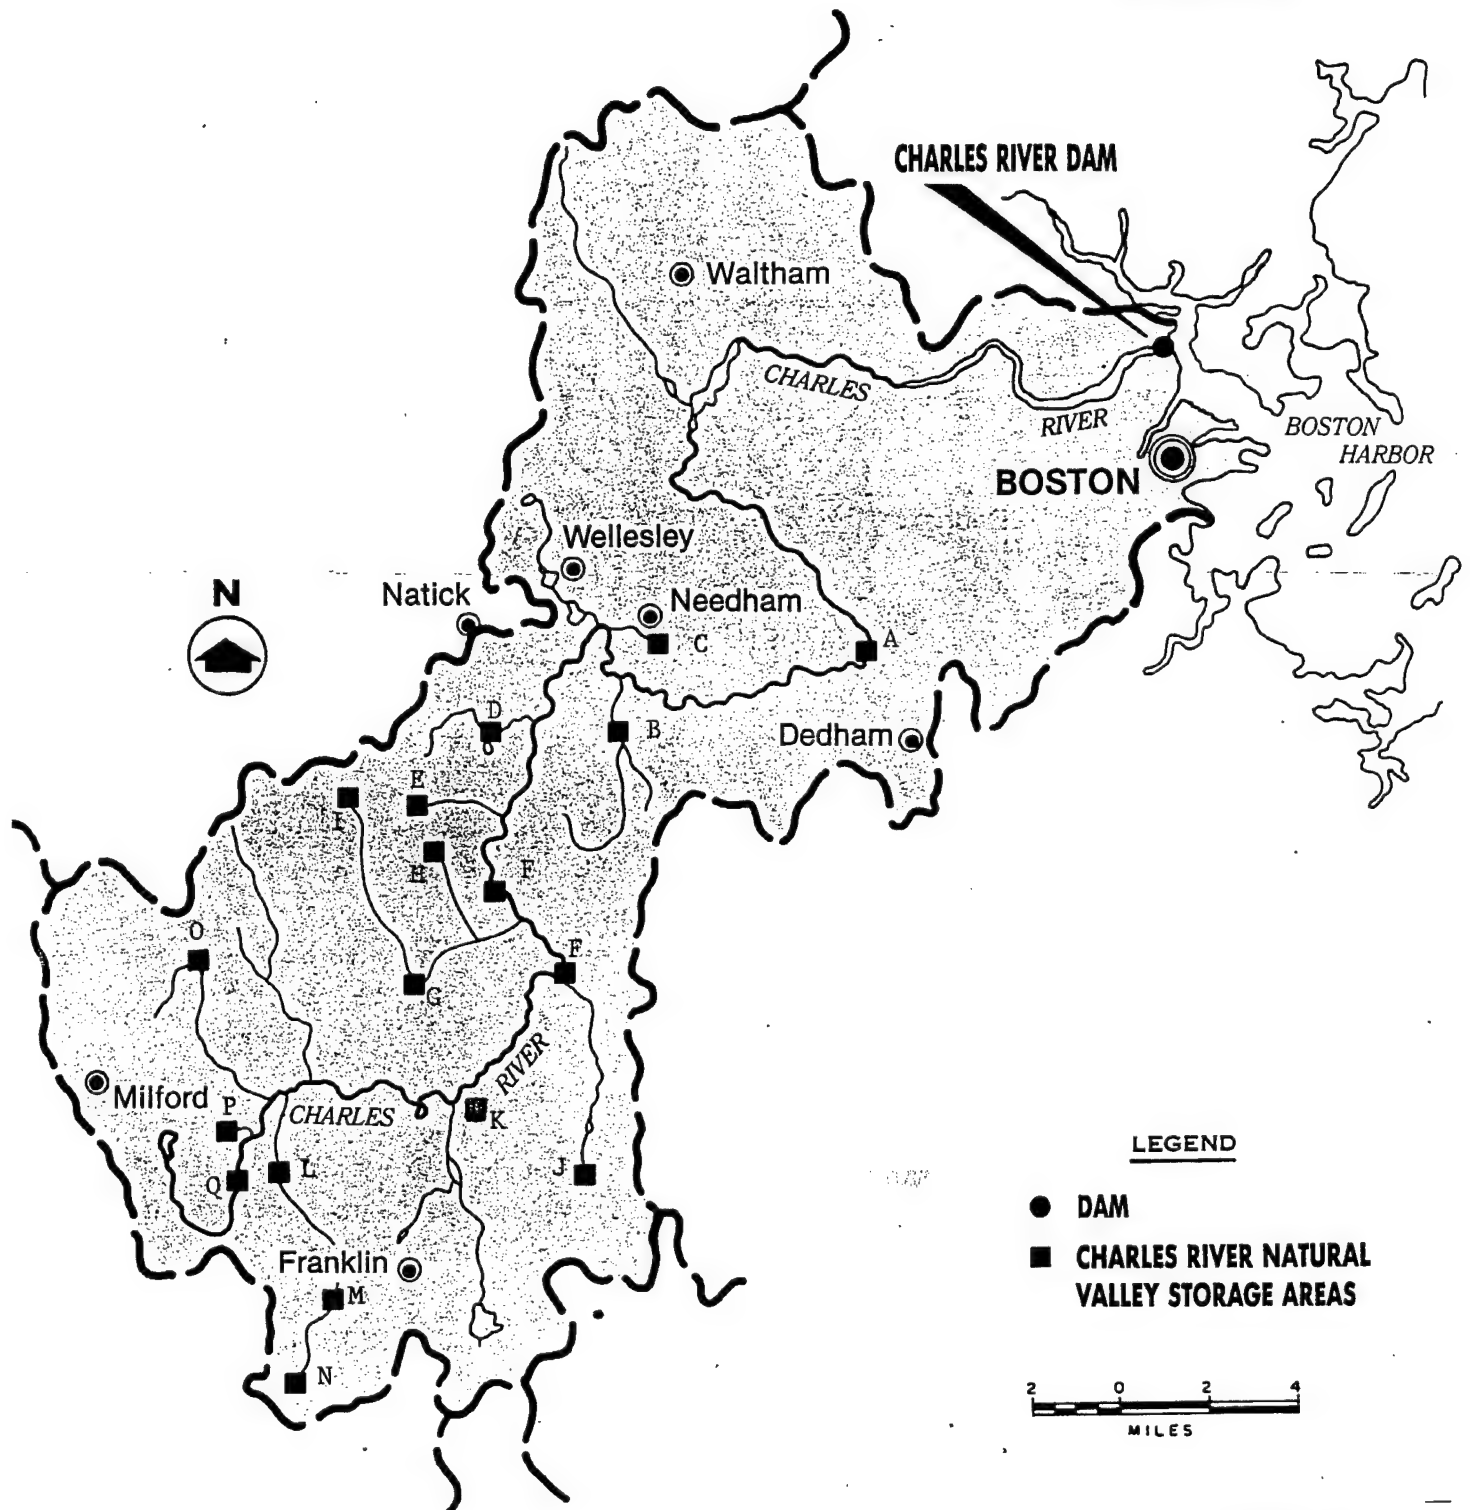 CHARLES RIVER DAM
Waltham
CHARLES
RIVER
BOSTON
HARBOR
BOSTON
Wellesley
Natick
Needham
N
C
A
D
B
Dedham
E
I
H
F
O
F
G
RIVER
Milford
P
CHARLES
K
L
J
Q
Franklin
M
N
LEGEND
DAM
CHARLES RIVER NATURAL
VALLEY STORAGE AREAS
2 0 2 4
MILES